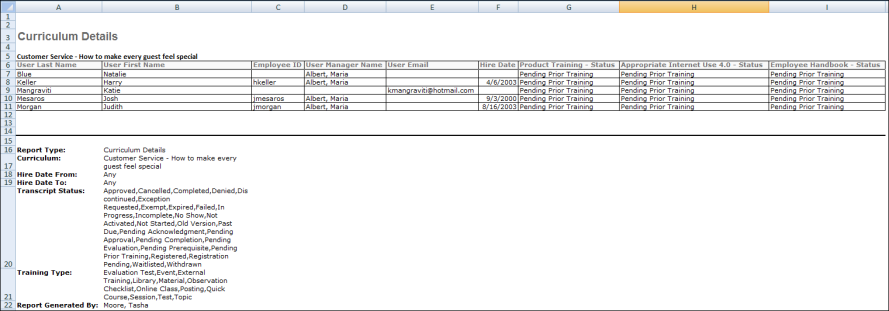 A B C D E F G H I
1
2
3 Curriculum Details
4
5 Customer Service - How to make every guest feel special
6 User Last Name User First Name Employee ID User Manager Name User Email Hire Date Product Training - Status Appropriate Internet Use 4.0 - Status Employee Handbook - Status
7 Blue Natalie Albert, Maria Pending Prior Training Pending Prior Training Pending Prior Training
8 Keller Harry hkeller Albert, Maria 4/6/2003 Pending Prior Training Pending Prior Training Pending Prior Training
9 Mangraviti Katie kmangraviti@hotmail.com Pending Prior Training Pending Prior Training Pending Prior Training
10 Mesaros Josh jmesaros Albert, Maria 9/3/2000 Pending Prior Training Pending Prior Training Pending Prior Training
11 Morgan Judith jmorgan Albert, Maria 8/16/2003 Pending Prior Training Pending Prior Training Pending Prior Training
12
13
14
15
16 Report Type: Curriculum Details
Curriculum: Customer Service - How to make every
17 guest feel special
18 Hire Date From: Any
19 Hire Date To: Any
Transcript Status: Approved,Cancelled,Completed,Denied,Dis
continued,Exception
Requested,Exempt,Expired,Failed,In
Progress,Incomplete,No Show,Not
Activated,Not Started,Old Version,Past
Due,Pending Acknowledgment,Pending
Approval,Pending Completion,Pending
Evaluation,Pending Prerequisite,Pending
Prior Training,Registered,Registration
20 Pending,Waitlisted,Withdrawn
Training Type: Evaluation Test,Event,External
Training,Library,Material,Observation
Checklist,Online Class,Posting,Quick
21 Course,Session,Test,Topic
22 Report Generated By: Moore, Tasha